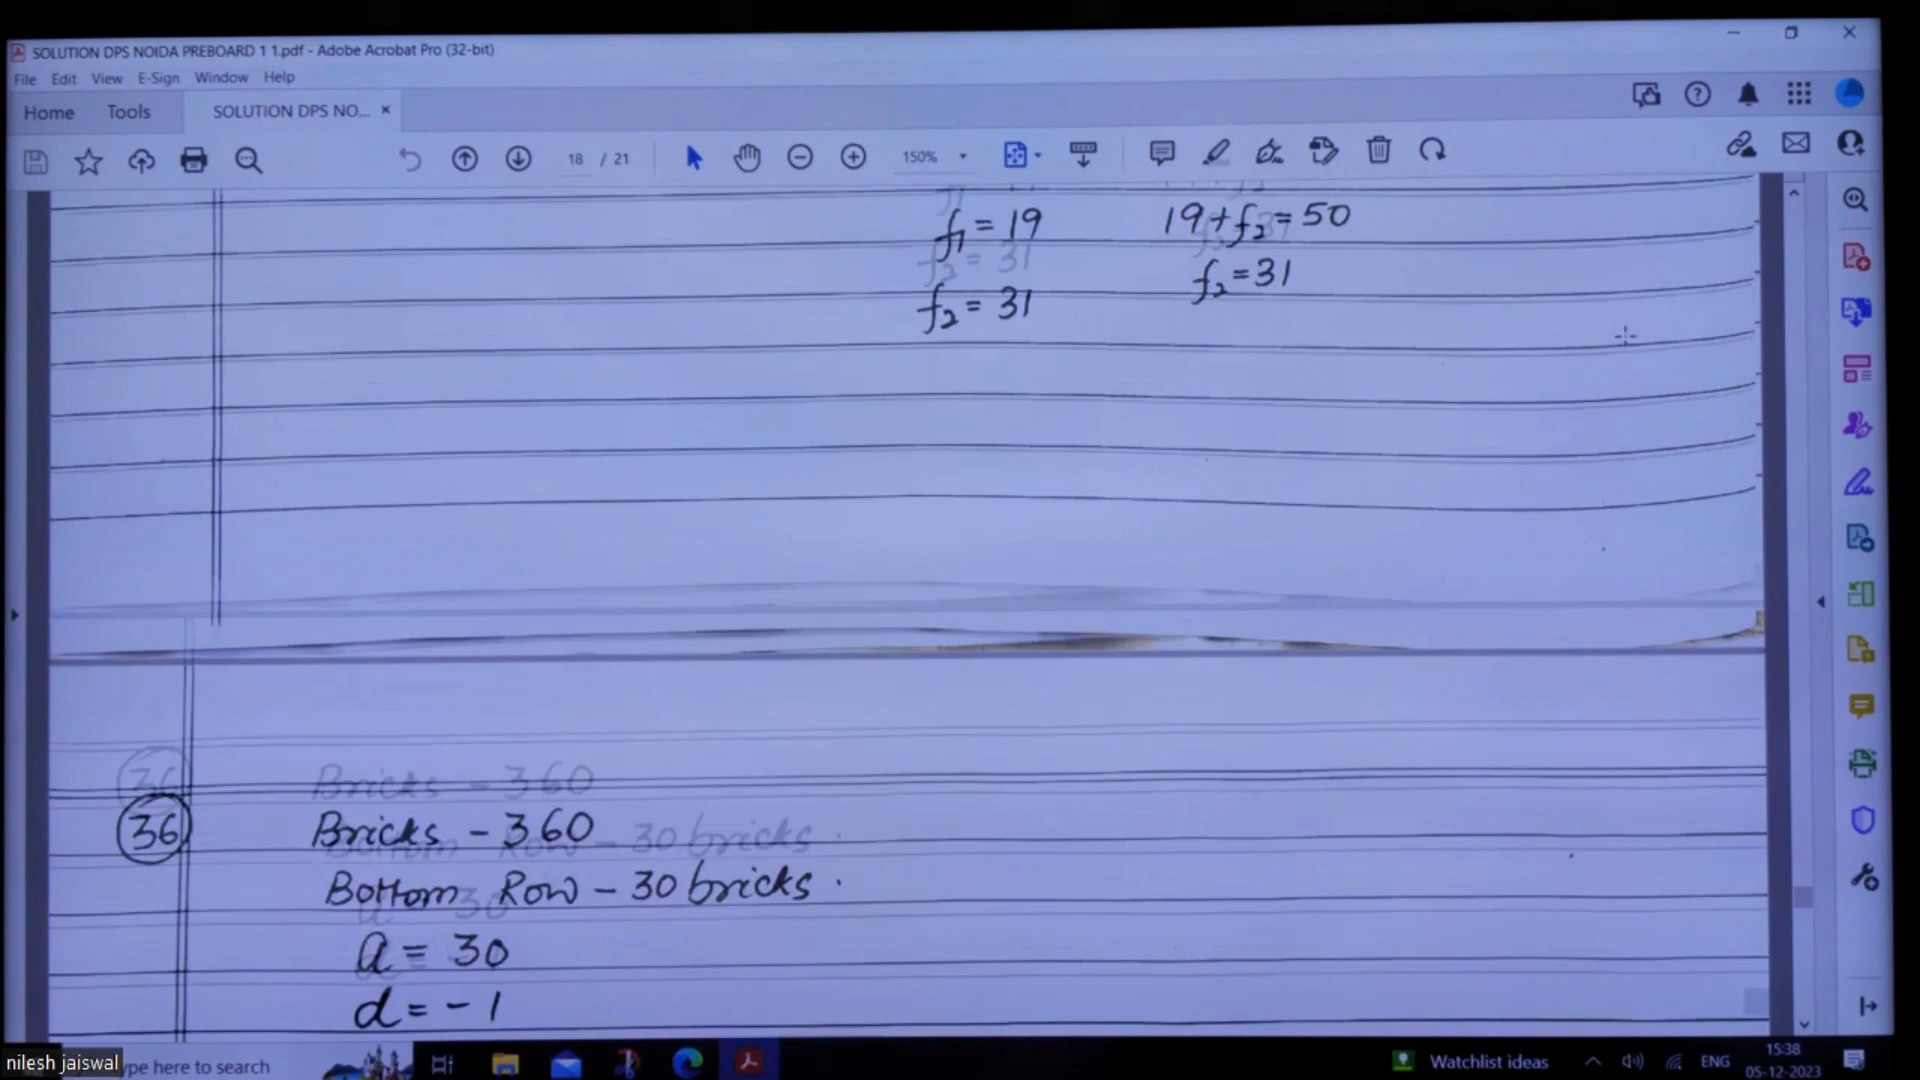 SOLUTION DPS NOIDA PREBOARD 1 1.pdf - Adobe Acrobat Pro (32-bit)
File Edit View E-Sign Window Help
Home Tools SOLUTION DPS NO... ×
18 / 21 150%
f₁ = 19 19+f₂ = 50
f₂ = 31
f₂ = 31
36 Bricks - 360
Bottom Row - 30 bricks .
a = 30
d = - 1
nilesh jaiswal
ype here to search
Watchlist ideas
ENG
15:38
05-12-2023